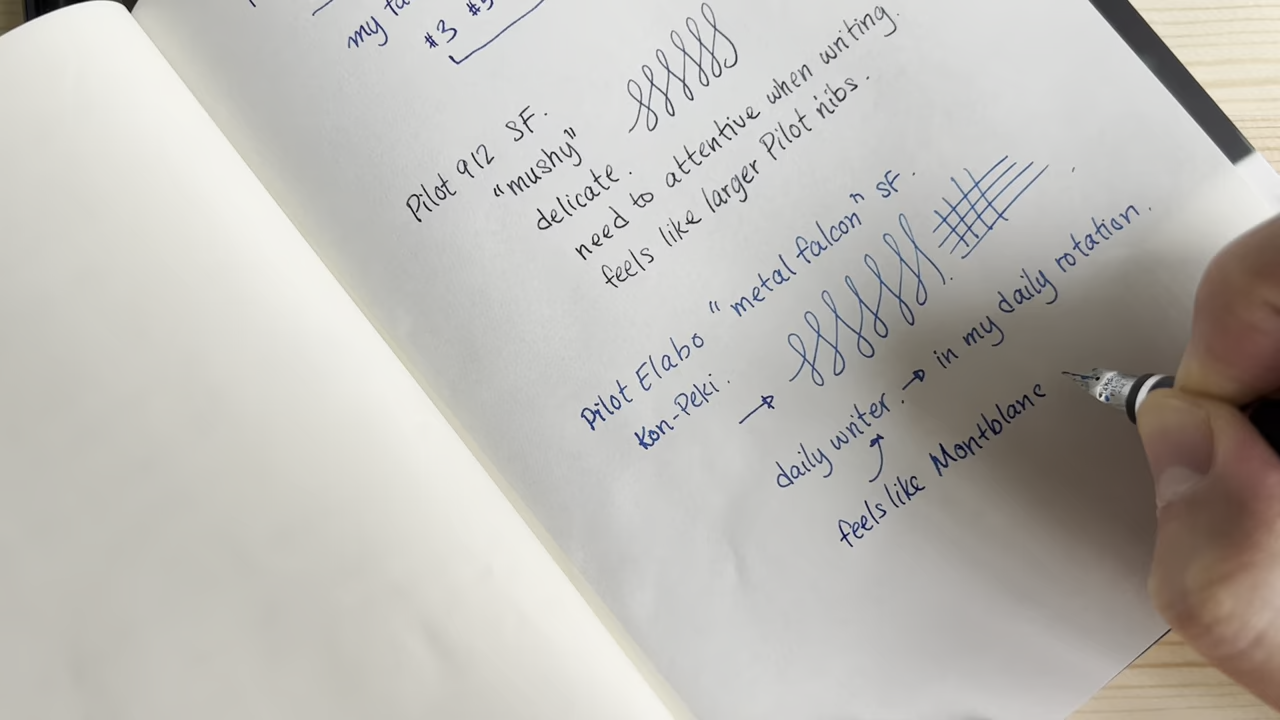 my fa
#3 #5
Pilot 912 SF.
"mushy"
delicate.
need to attentive when writing.
feels like larger Pilot nibs.
Pilot Elabo "metal falcon" SF.
Kon-Peki. →
daily writer. → in my daily rotation.
feels like Montblanc